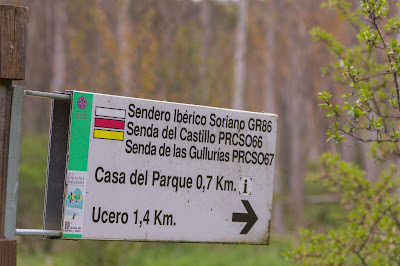 Sendero Ibérico Soriano GR86
Senda del Castillo PRCSO66
Senda de las Gullurías PRCSO67
Casa del Parque 0,7 Km. i
Ucero 1,4 Km.